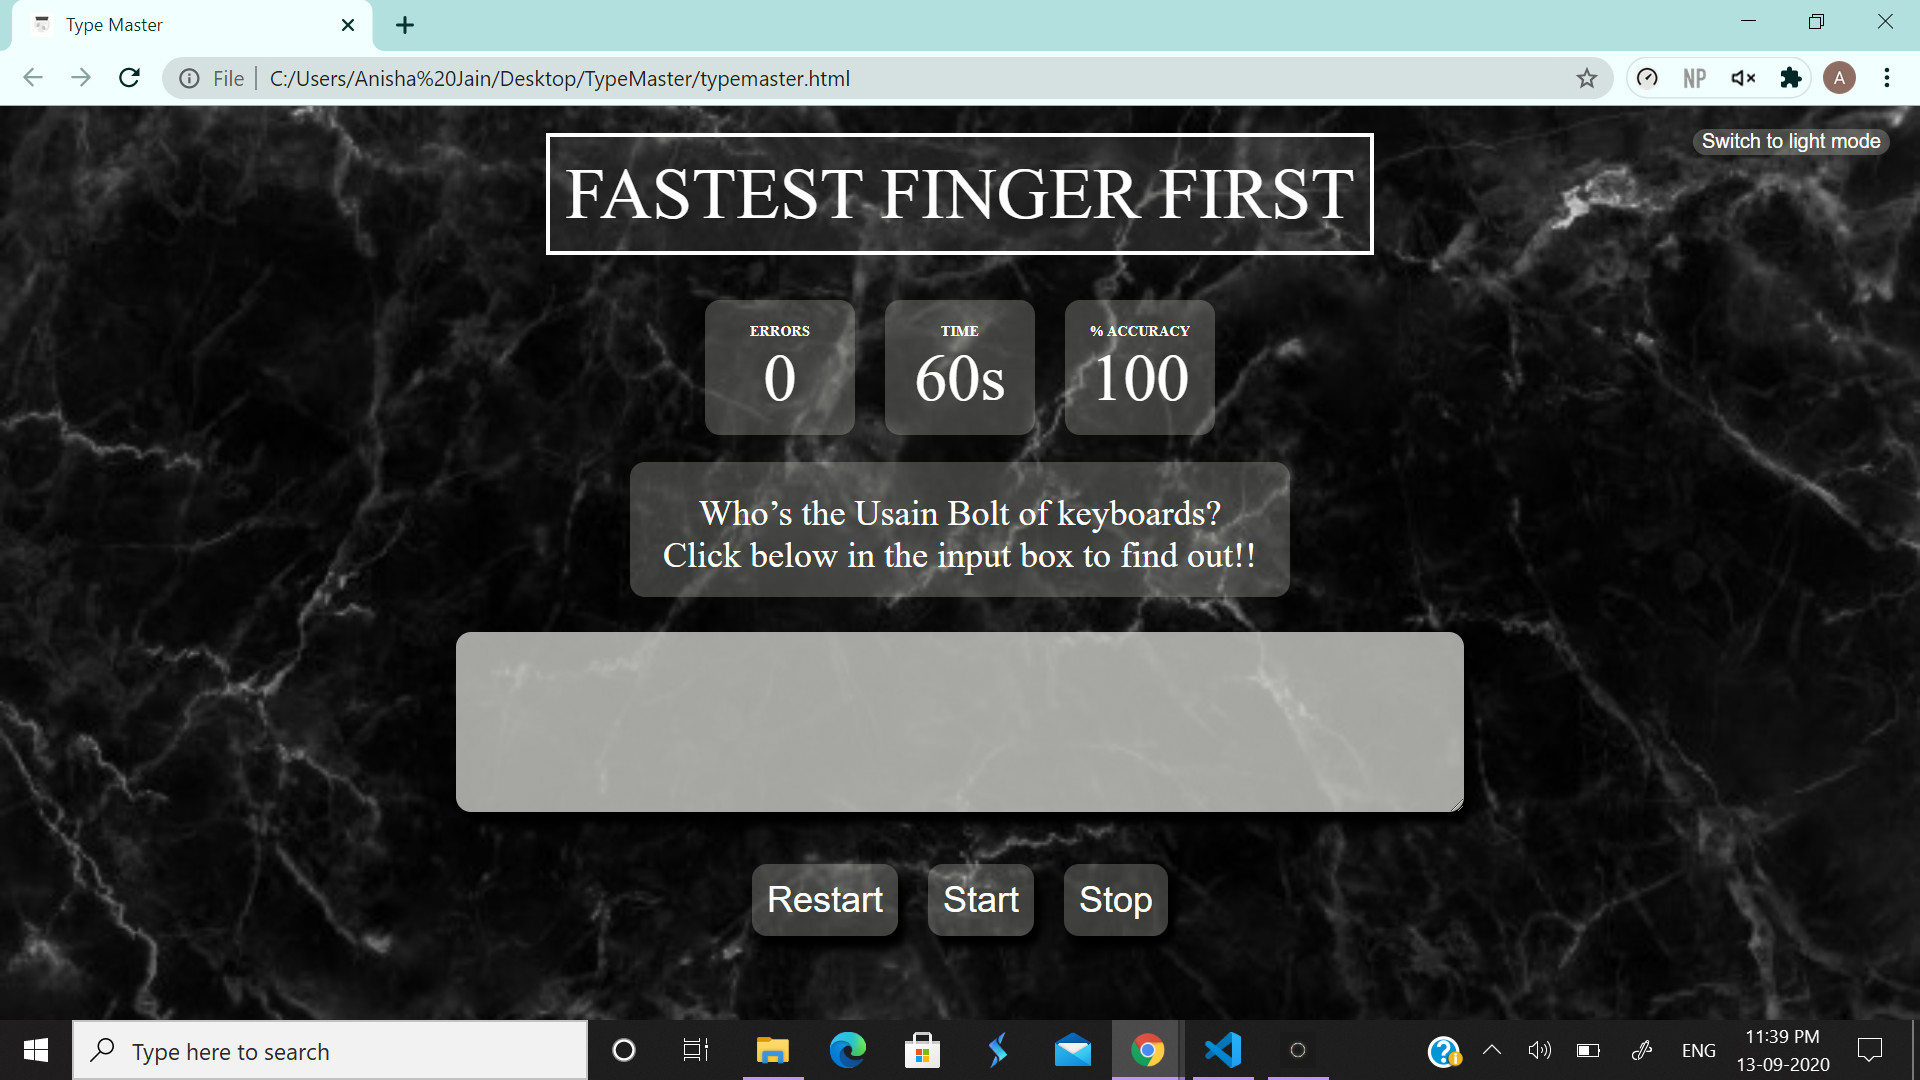 Type Master
File
C:/Users/Anisha%20Jain/Desktop/TypeMaster/typemaster.html
NP
A
Switch to light mode
FASTEST FINGER FIRST
ERRORS
0
TIME
60s
% ACCURACY
100
Who’s the Usain Bolt of keyboards?
Click below in the input box to find out!!
Restart
Start
Stop
Type here to search
ENG
11:39 PM
13-09-2020